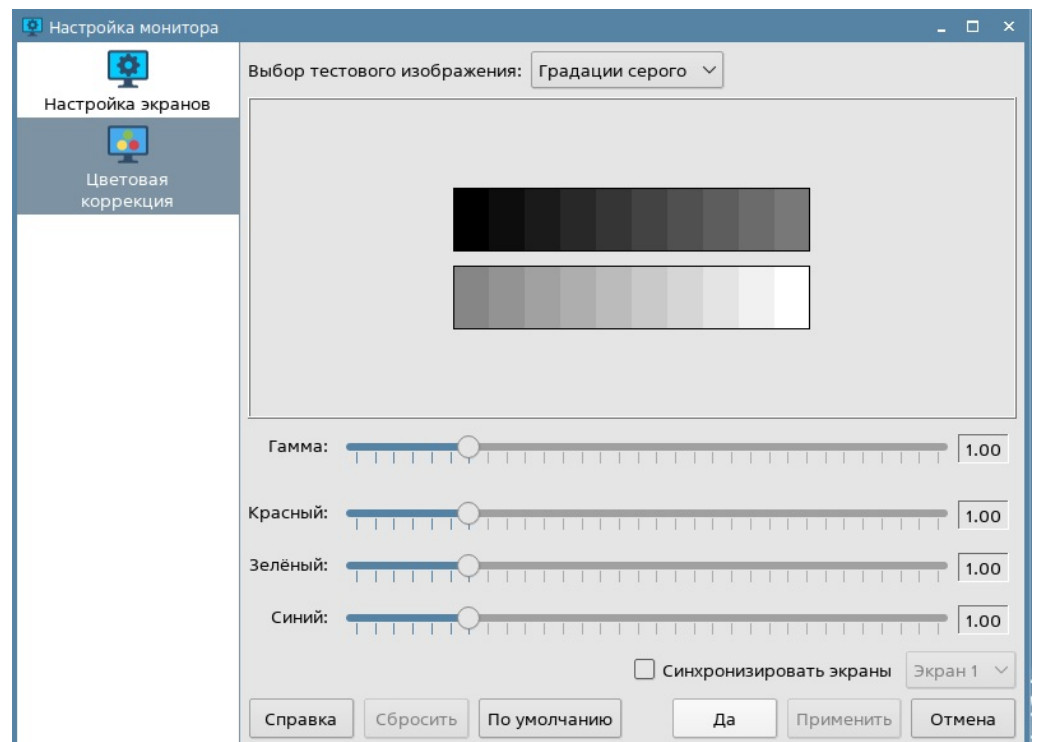 Настройка монитора
Настройка экранов
Цветовая
коррекция
Выбор тестового изображения: Градации серого
Гамма: 1.00
Красный: 1.00
Зелёный: 1.00
Синий: 1.00
Синхронизировать экраны Экран 1
Справка Сбросить По умолчанию Да Применить Отмена